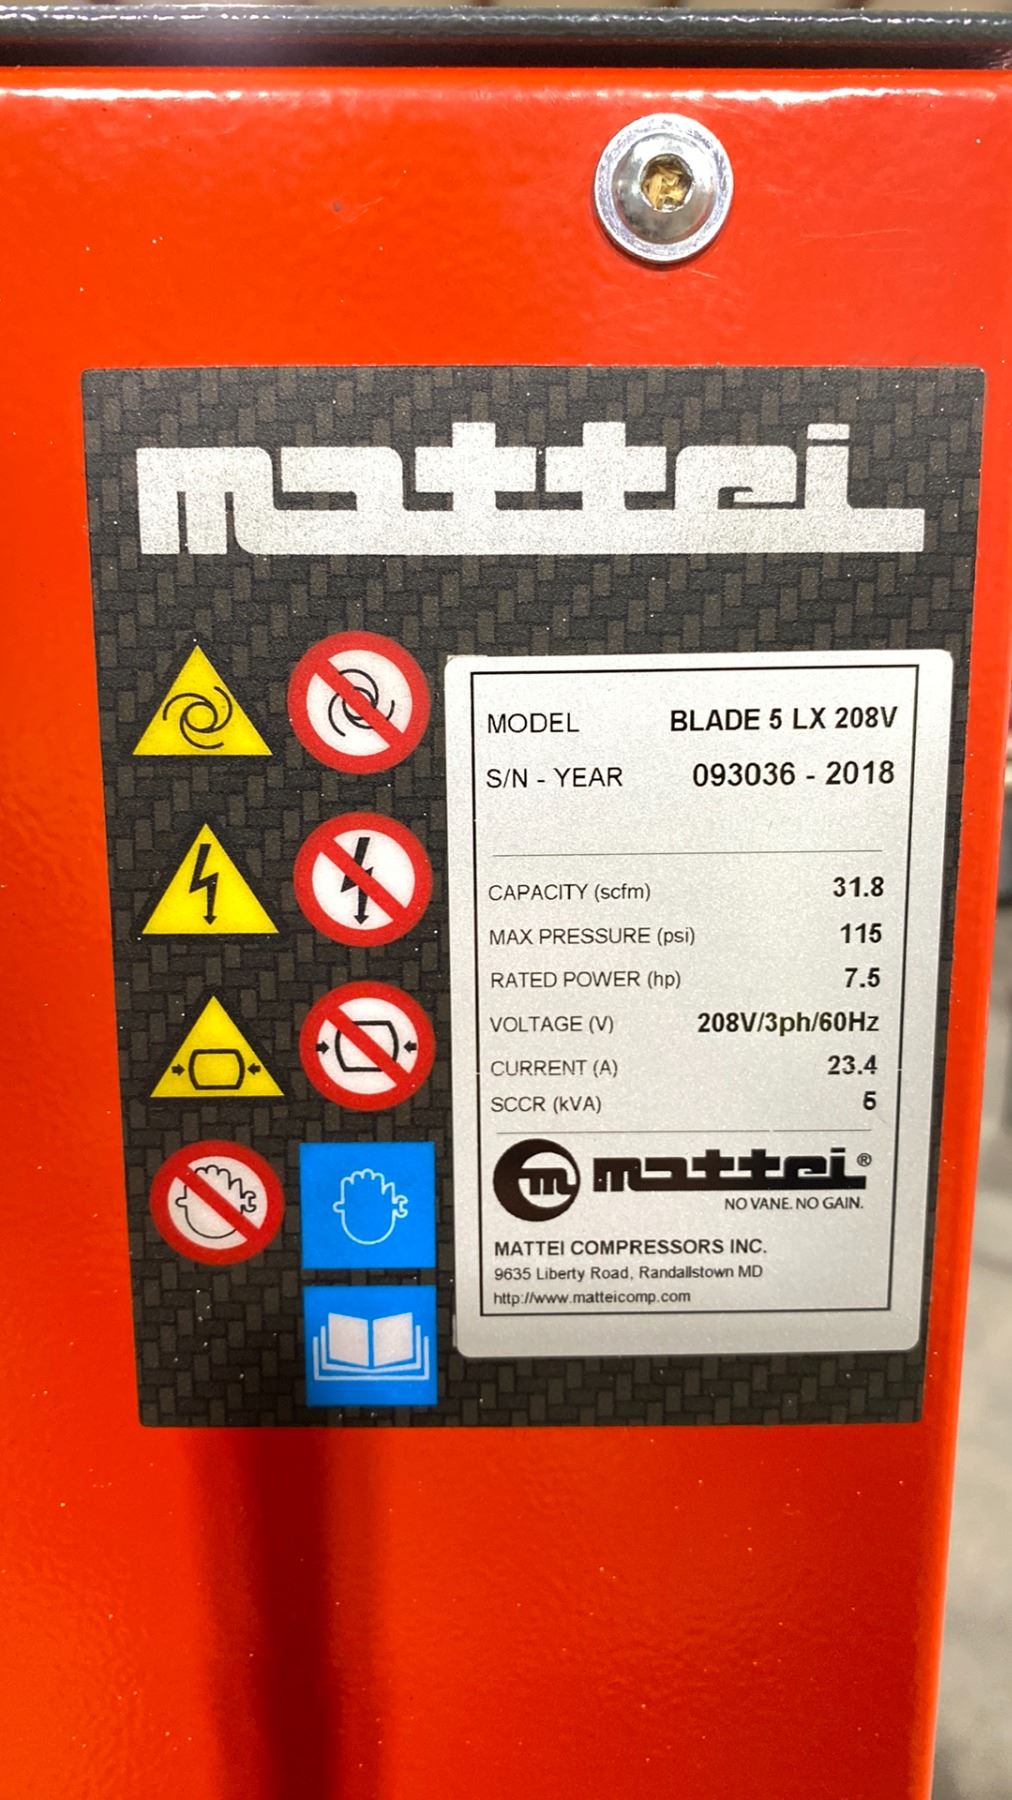 mattei
MODEL BLADE 5 LX 208V
S/N - YEAR 093036 - 2018
CAPACITY (scfm) 31.8
MAX PRESSURE (psi) 115
RATED POWER (hp) 7.5
VOLTAGE (V) 208V/3ph/60Hz
CURRENT (A) 23.4
SCCR (kVA) 5
m mattei®
NO VANE. NO GAIN.
MATTEI COMPRESSORS INC.
9635 Liberty Road, Randallstown MD
http://www.matteicomp.com